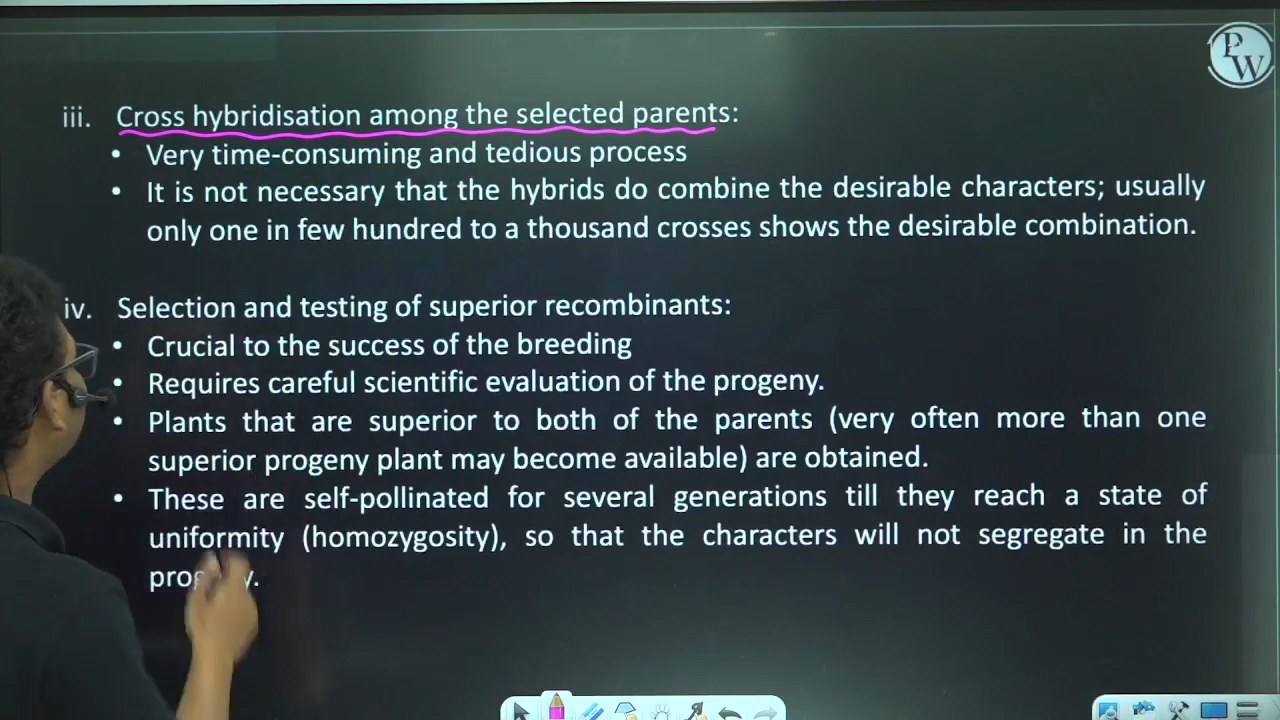 PW
iii. Cross hybridisation among the selected parents:
• Very time-consuming and tedious process
• It is not necessary that the hybrids do combine the desirable characters; usually
only one in few hundred to a thousand crosses shows the desirable combination.
iv. Selection and testing of superior recombinants:
• Crucial to the success of the breeding
• Requires careful scientific evaluation of the progeny.
• Plants that are superior to both of the parents (very often more than one
superior progeny plant may become available) are obtained.
• These are self-pollinated for several generations till they reach a state of
uniformity (homozygosity), so that the characters will not segregate in the